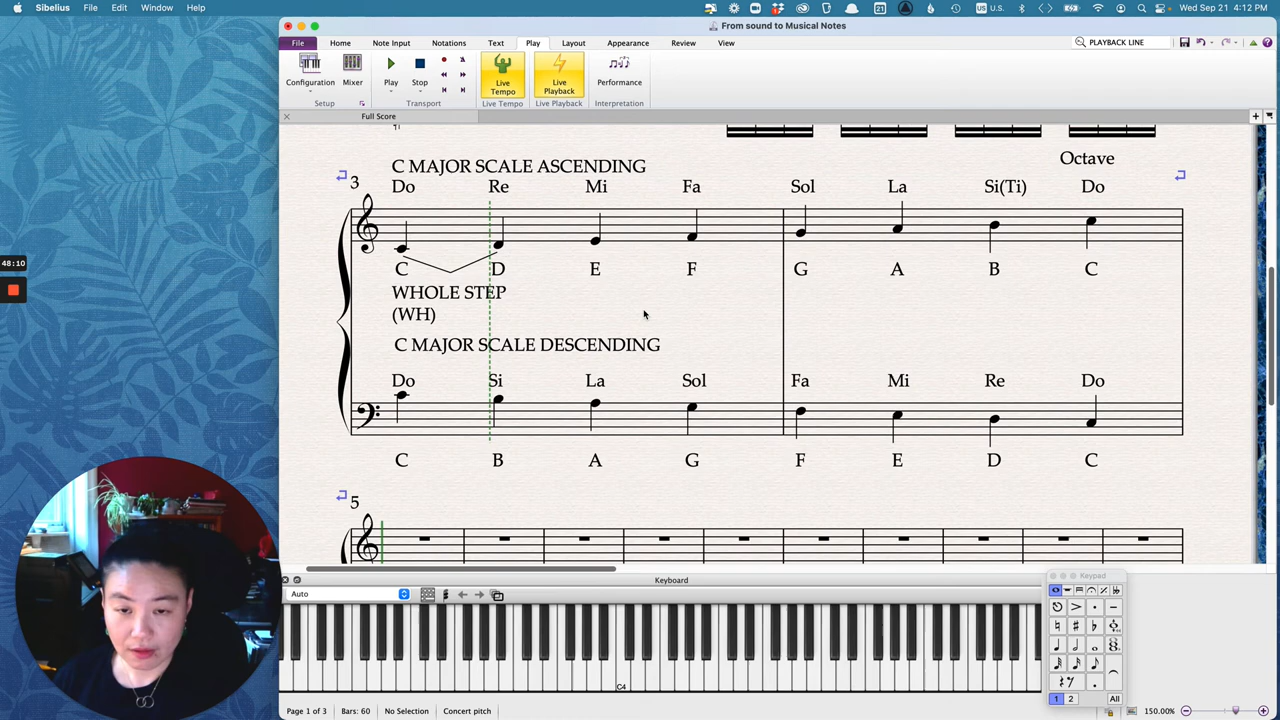 Sibelius File Edit View Window Help US. Wed Sep 21 4:12 PM
From sound to Musical Notes
File Home Note Input Notations Text Play Layout Appearance Review View PLAYBACK LINE
Configuration Mixer Play Stop Live Tempo Live Playback Performance
Setup Transport Live Tempo Live Playback Interpretation
Full Score
Octave
C MAJOR SCALE ASCENDING
3
Do Re Mi Fa Sol La Si(Ti) Do
C D E F G A B C
WHOLE STEP
(WH)
C MAJOR SCALE DESCENDING
Do Si La Sol Fa Mi Re Do
C B A G F E D C
5
48:10
Keyboard
Keypad
Auto
C4
1 2 All
Page 1 of 3 Bars: 60 No Selection Concert pitch 150.00%